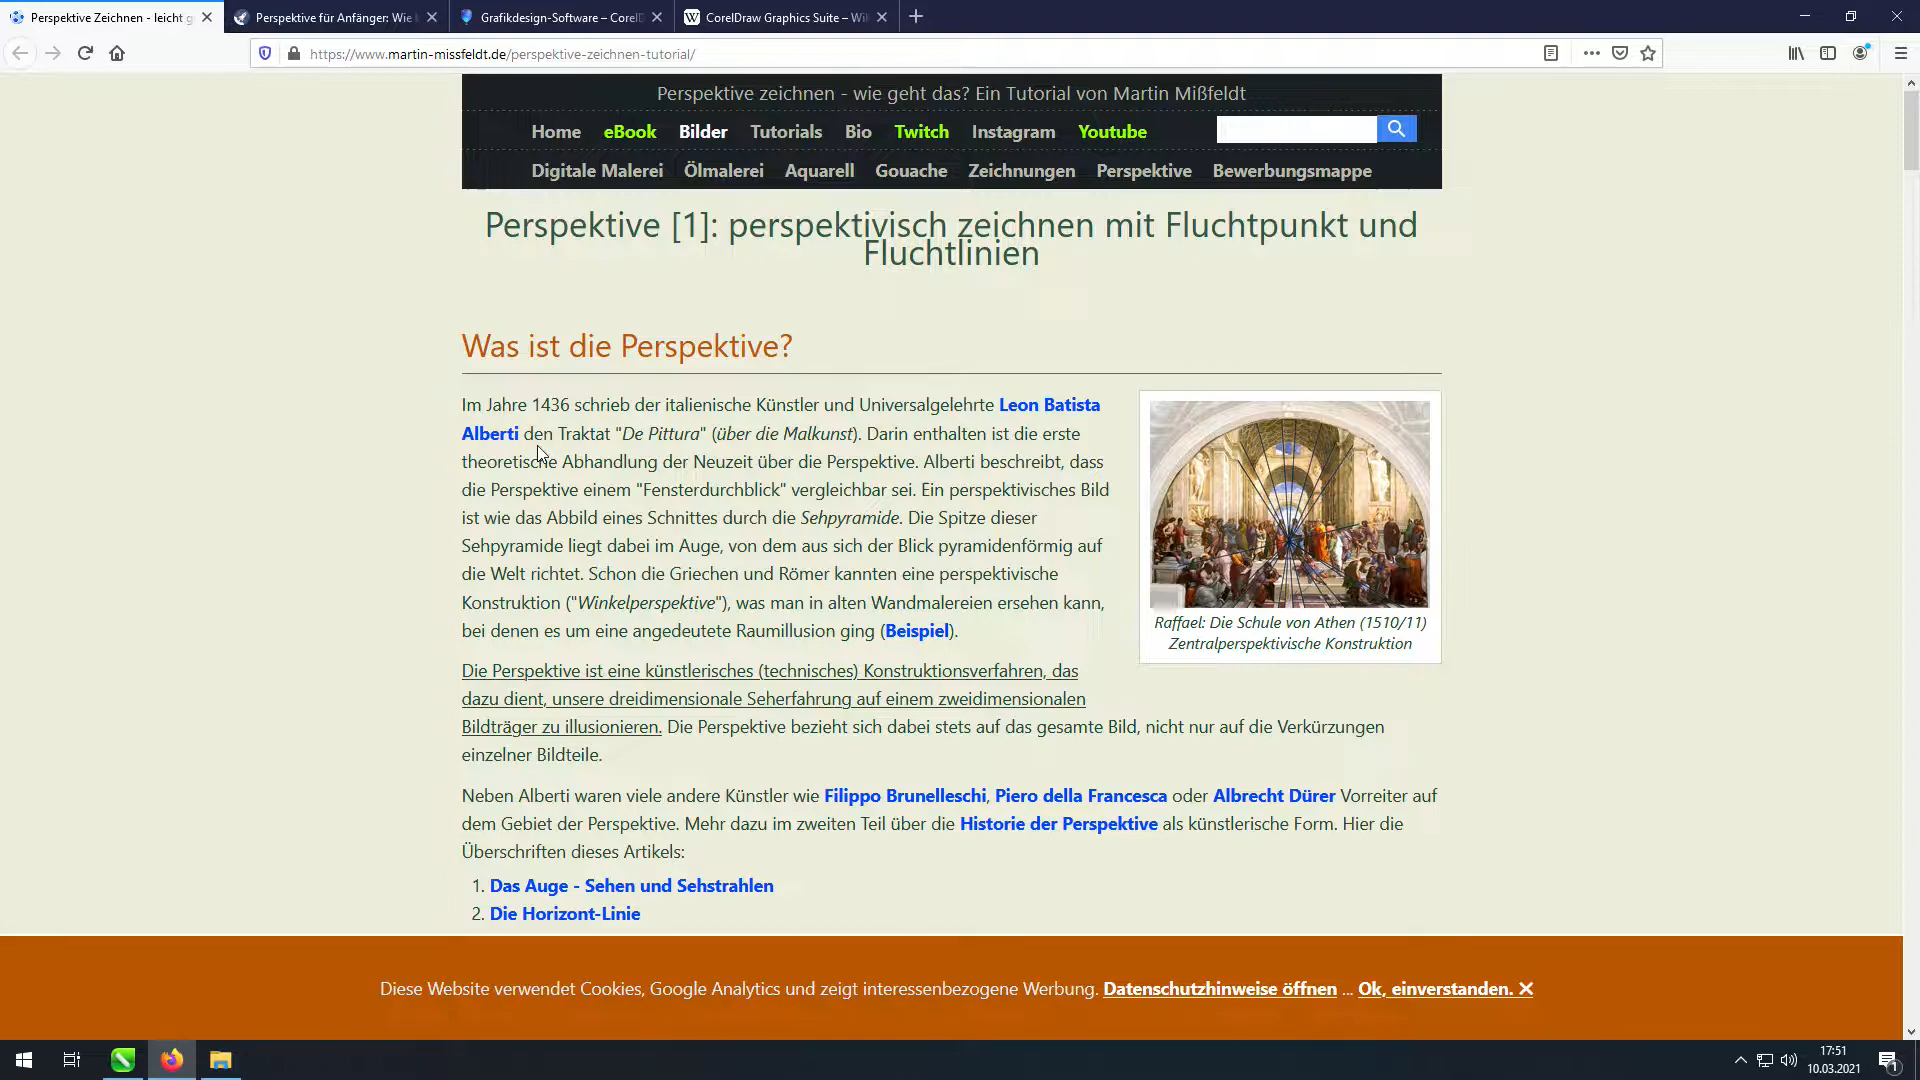 Perspektive Zeichnen - leicht g
Perspektive für Anfänger: Wie
Grafikdesign-Software – Corel
CorelDraw Graphics Suite – Wi
https://www.martin-missfeldt.de/perspektive-zeichnen-tutorial/
Perspektive zeichnen - wie geht das? Ein Tutorial von Martin Mißfeldt
Home eBook Bilder Tutorials Bio Twitch Instagram Youtube
Digitale Malerei Ölmalerei Aquarell Gouache Zeichnungen Perspektive Bewerbungsmappe
Perspektive [1]: perspektivisch zeichnen mit Fluchtpunkt und
Fluchtlinien
Was ist die Perspektive?
Im Jahre 1436 schrieb der italienische Künstler und Universalgelehrte Leon Batista
Alberti den Traktat "De Pittura" (über die Malkunst). Darin enthalten ist die erste
theoretische Abhandlung der Neuzeit über die Perspektive. Alberti beschreibt, dass
die Perspektive einem "Fensterdurchblick" vergleichbar sei. Ein perspektivisches Bild
ist wie das Abbild eines Schnittes durch die Sehpyramide. Die Spitze dieser
Sehpyramide liegt dabei im Auge, von dem aus sich der Blick pyramidenförmig auf
die Welt richtet. Schon die Griechen und Römer kannten eine perspektivische
Konstruktion ("Winkelperspektive"), was man in alten Wandmalereien ersehen kann,
bei denen es um eine angedeutete Raumillusion ging (Beispiel).
Raffael: Die Schule von Athen (1510/11)
Zentralperspektivische Konstruktion
Die Perspektive ist eine künstlerisches (technisches) Konstruktionsverfahren, das
dazu dient, unsere dreidimensionale Seherfahrung auf einem zweidimensionalen
Bildträger zu illusionieren. Die Perspektive bezieht sich dabei stets auf das gesamte Bild, nicht nur auf die Verkürzungen
einzelner Bildteile.
Neben Alberti waren viele andere Künstler wie Filippo Brunelleschi, Piero della Francesca oder Albrecht Dürer Vorreiter auf
dem Gebiet der Perspektive. Mehr dazu im zweiten Teil über die Historie der Perspektive als künstlerische Form. Hier die
Überschriften dieses Artikels:
1. Das Auge - Sehen und Sehstrahlen
2. Die Horizont-Linie
Diese Website verwendet Cookies, Google Analytics und zeigt interessenbezogene Werbung. Datenschutzhinweise öffnen ... Ok, einverstanden. ✕
17:51
10.03.2021
1